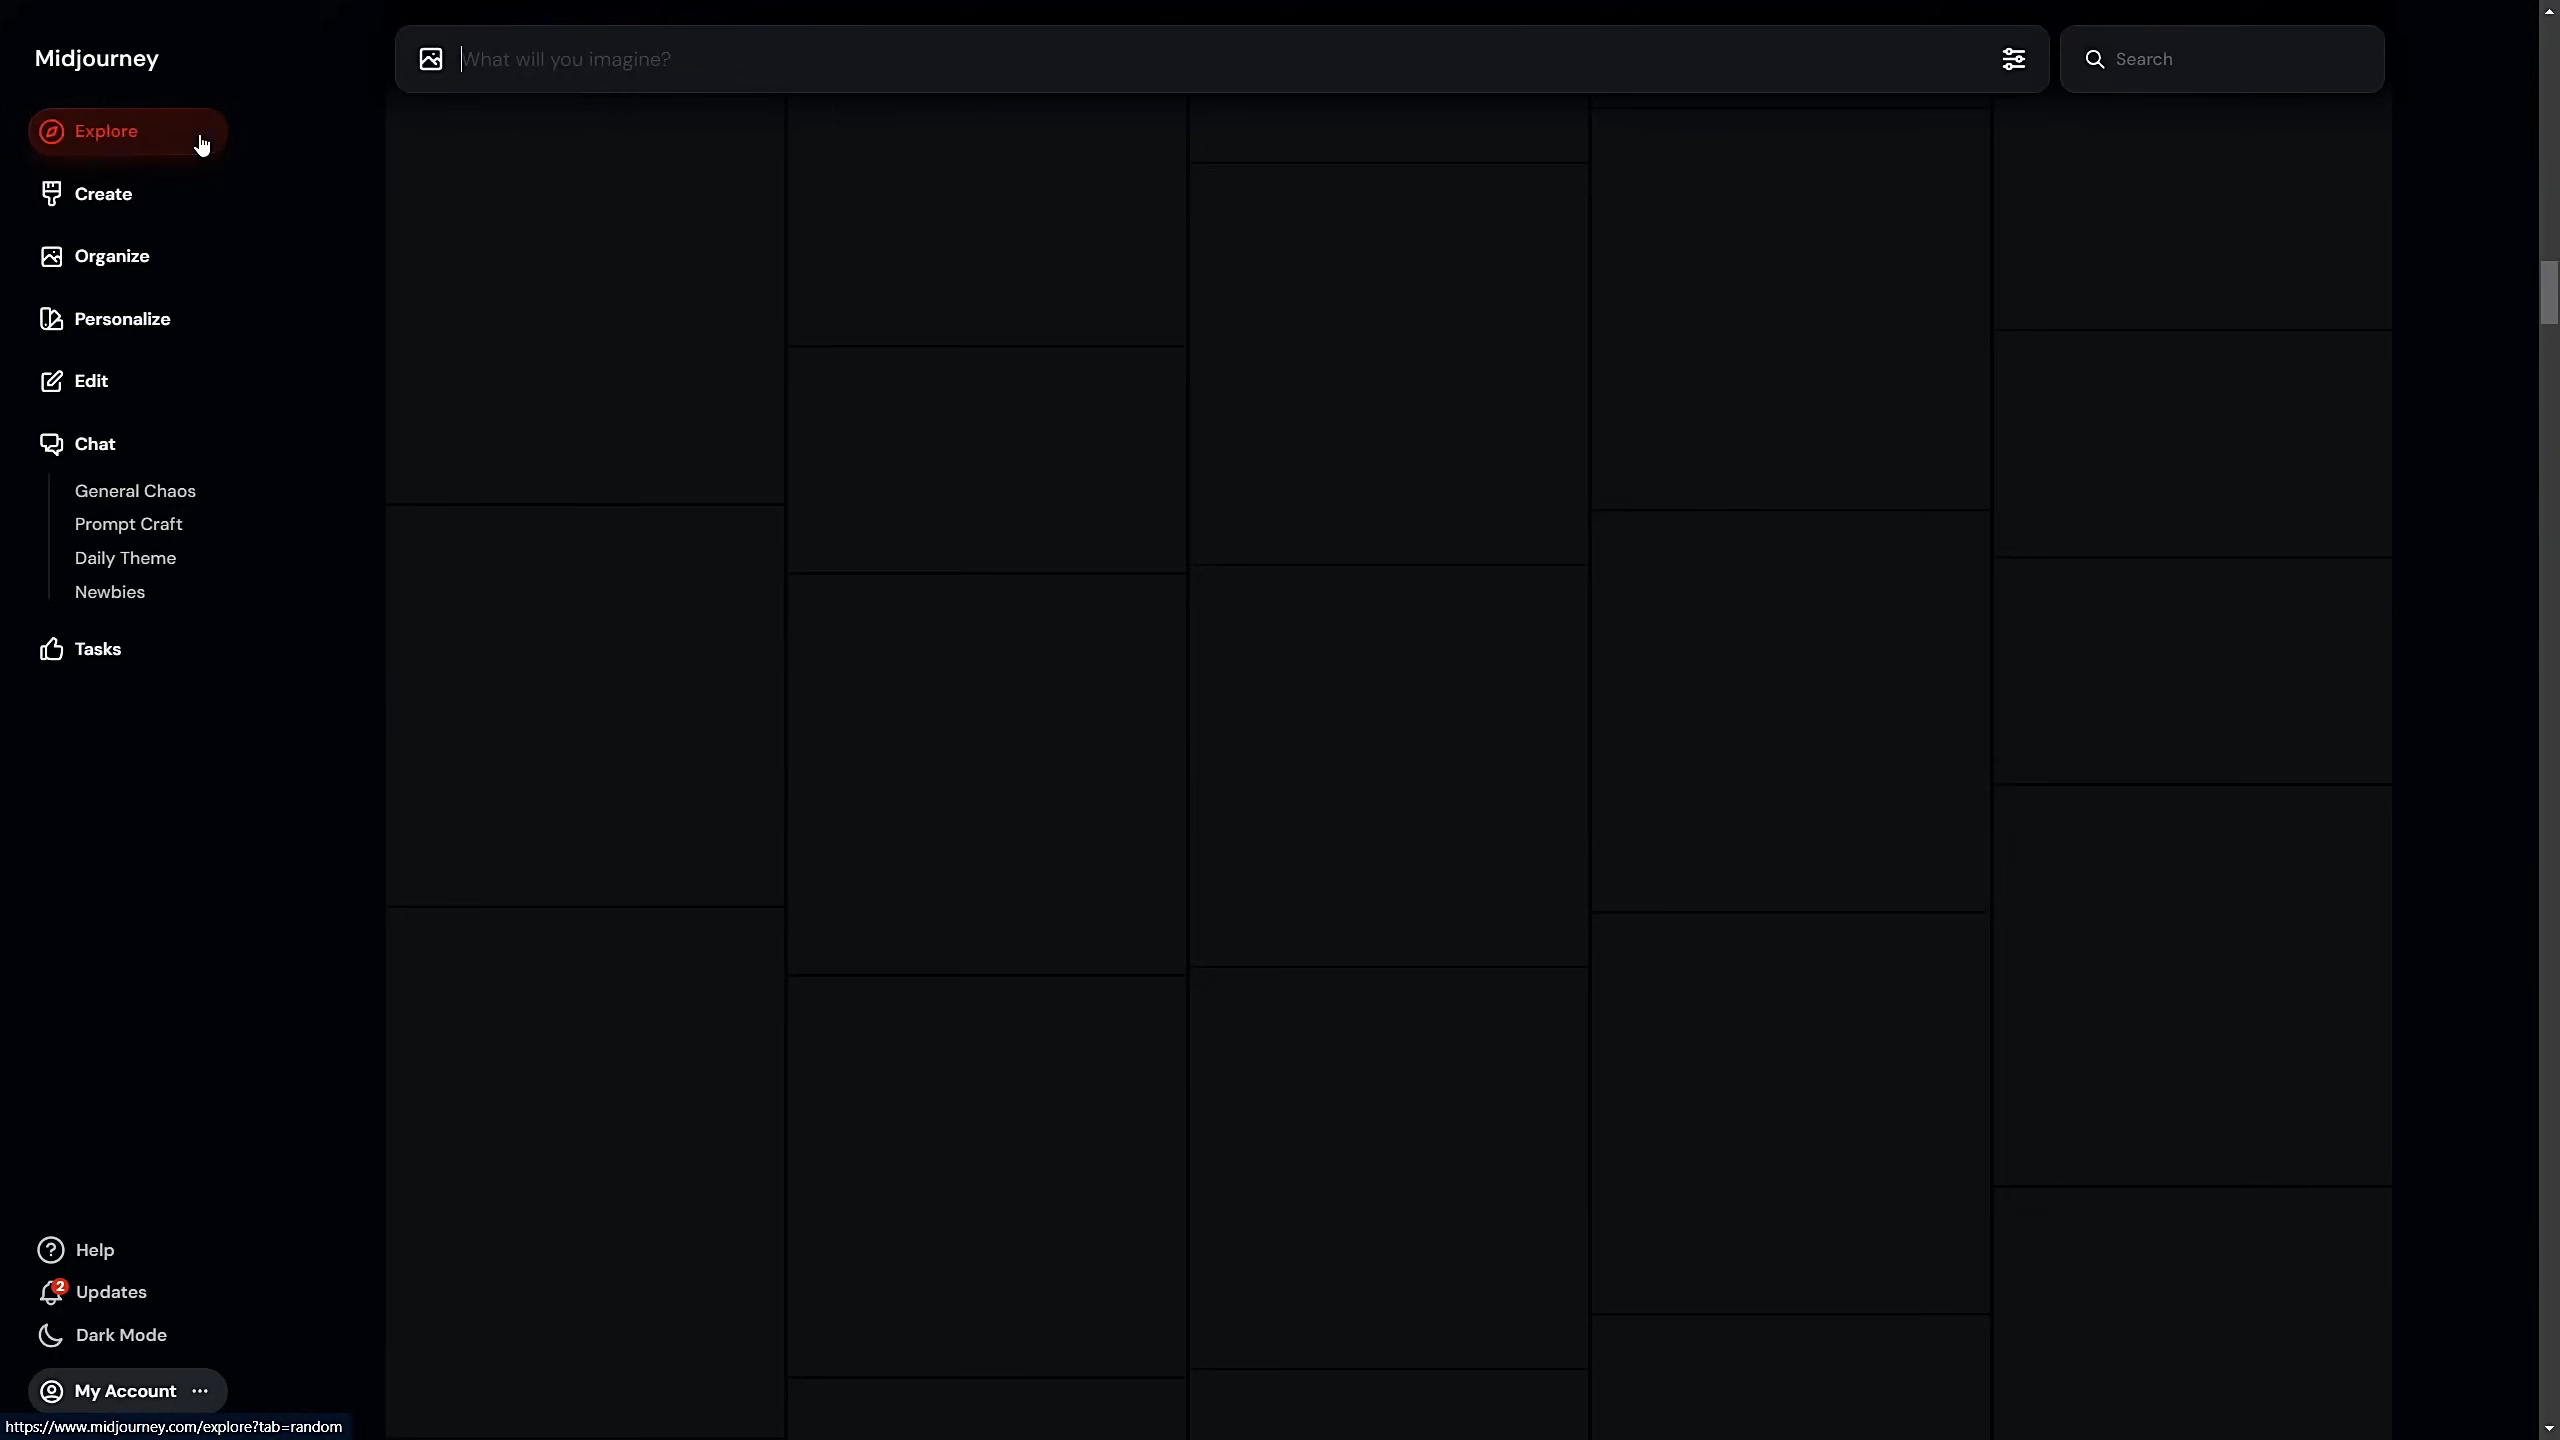 Midjourney
What will you imagine?
Search
Explore
Create
Organize
Personalize
Edit
Chat
General Chaos
Prompt Craft
Daily Theme
Newbies
Tasks
Help
2
Updates
Dark Mode
My Account
https://www.midjourney.com/explore?tab=random